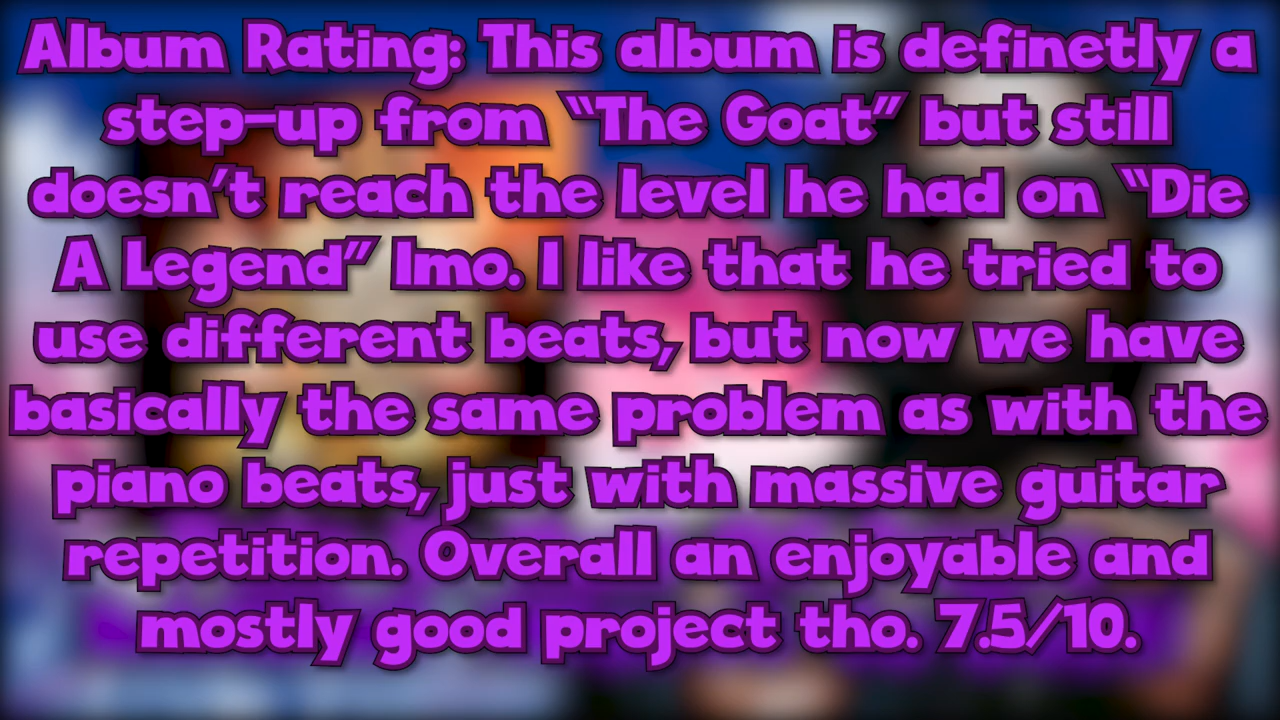 Album Rating: This album is definetly a
step-up from “The Goat” but still
doesn’t reach the level he had on “Die
A Legend” Imo. I like that he tried to
use different beats, but now we have
basically the same problem as with the
piano beats, just with massive guitar
repetition. Overall an enjoyable and
mostly good project tho. 7.5/10.